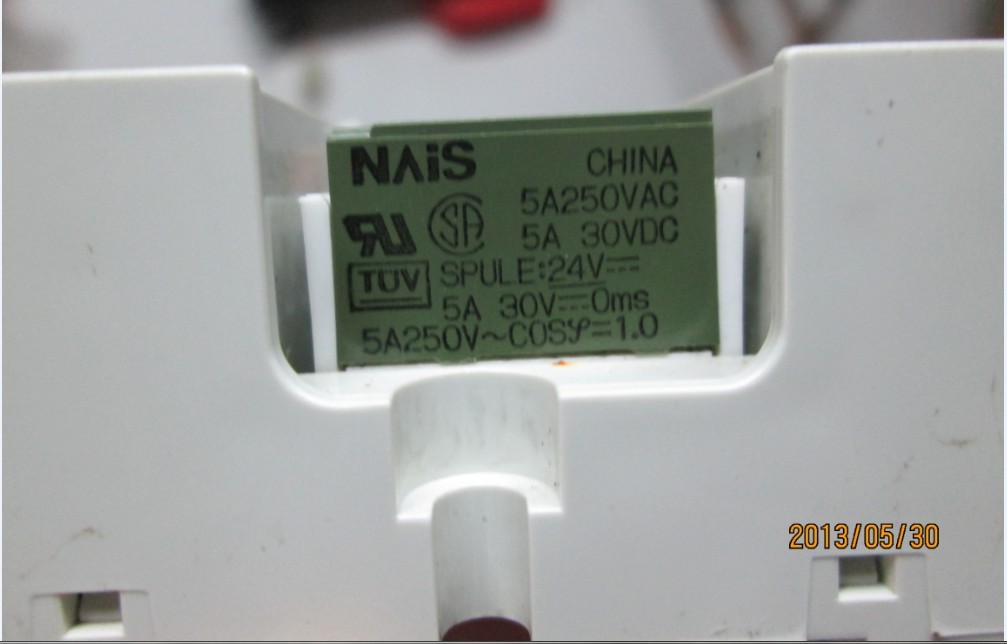 NAiS CHINA
5A250VAC
5A 30VDC
TÜV SPULE:24V⎓
5A 30V⎓0ms
5A250V~COSφ=1.0
2013/05/30